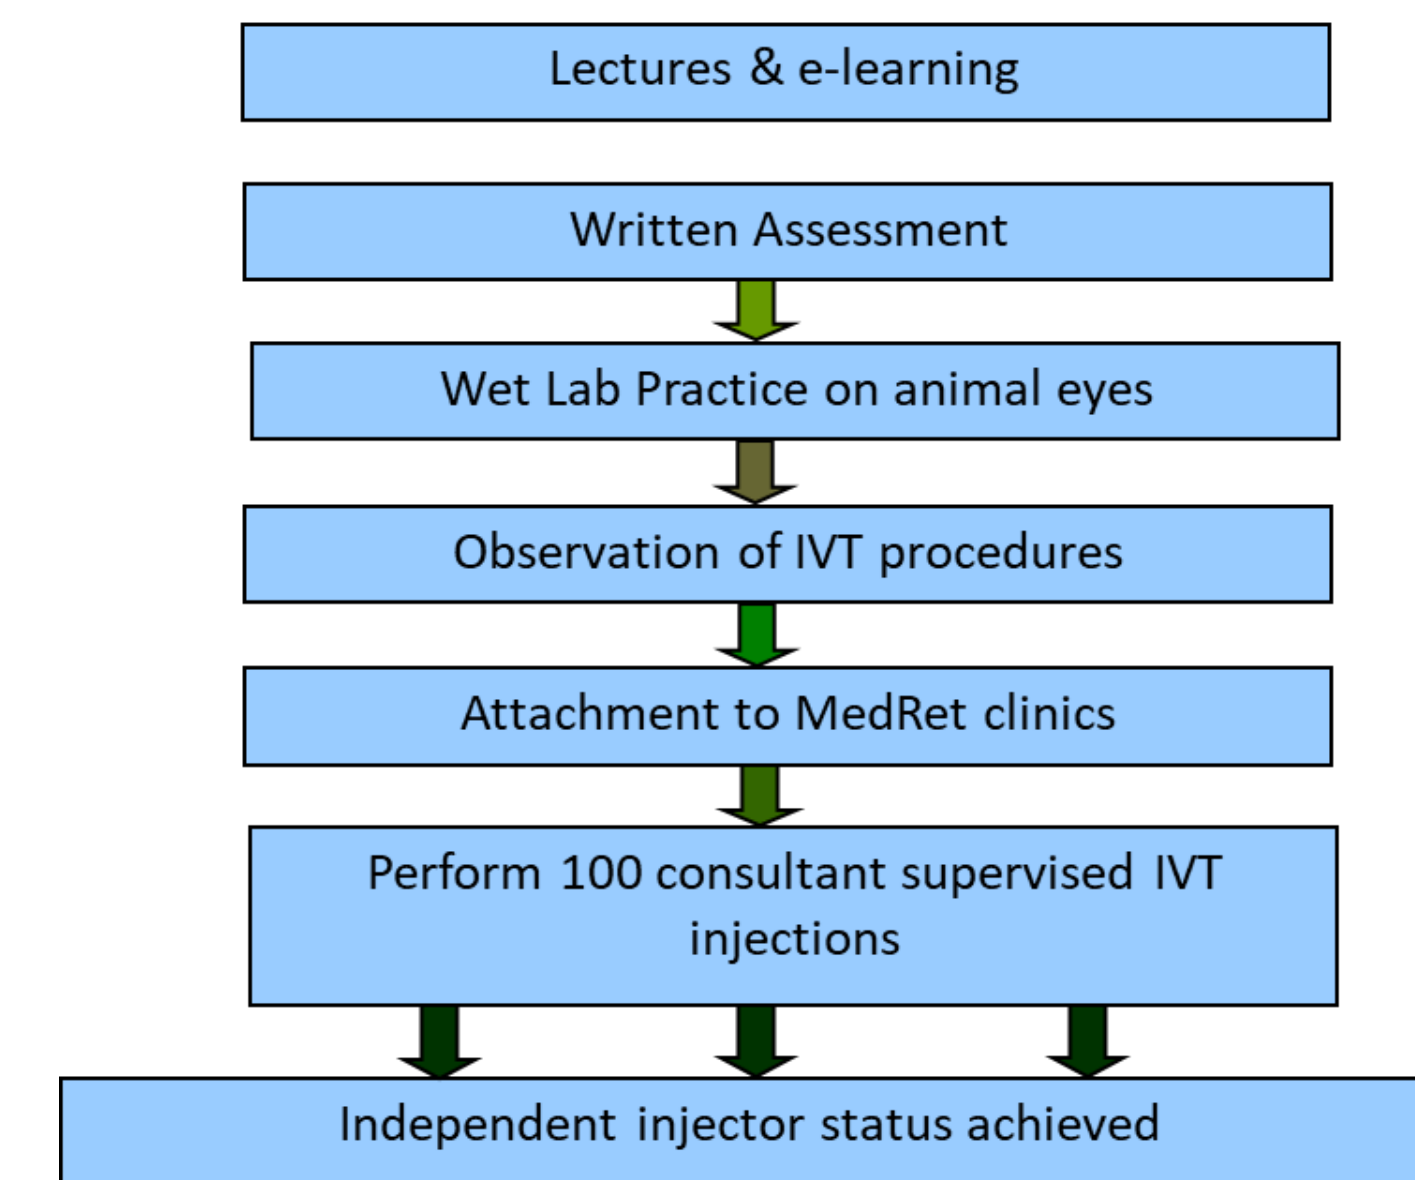 Lectures & e-learning
Written Assessment
Wet Lab Practice on animal eyes
Observation of IVT procedures
Attachment to MedRet clinics
Perform 100 consultant supervised IVT
injections
Independent injector status achieved